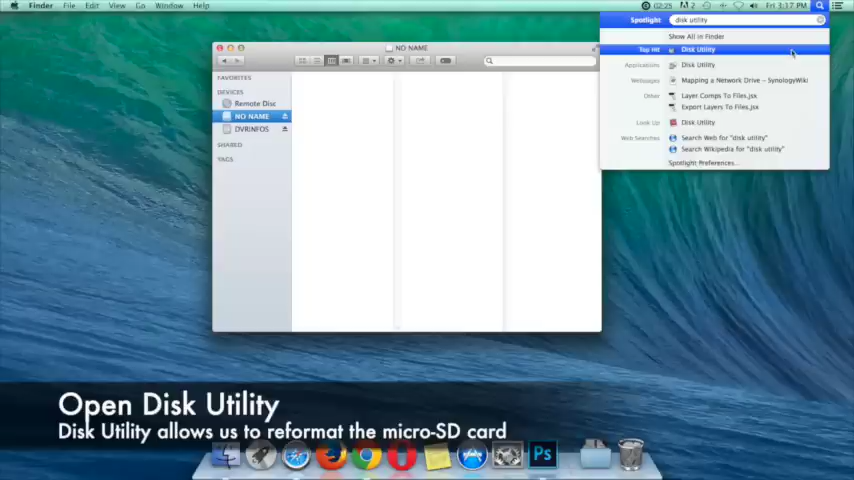 Finder File Edit View Go Window Help
02:25
2
Fri 3:37 PM
Spotlight
disk utility
Show All in Finder
Top Hit
Disk Utility
Applications
Disk Utility
Webpages
Mapping a Network Drive – SynologyWiki
Other
Layer Comps To Files.jsx
Export Layers To Files.jsx
Look Up
Disk Utility
Web Searches
Search Web for "disk utility"
Search Wikipedia for "disk utility"
Spotlight Preferences...
NO NAME
FAVORITES
DEVICES
Remote Disc
NO NAME
DVRINFOS
SHARED
TAGS
Open Disk Utility
Disk Utility allows us to reformat the micro-SD card
Ps